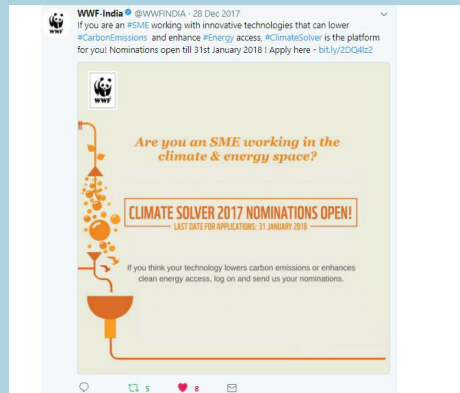 WWF-India @WWFINDIA · 28 Dec 2017
If you are an #SME working with innovative technologies that can lower
#CarbonEmissions and enhance #Energy access, #ClimateSolver is the platform
for you! Nominations open till 31st January 2018 ! Apply here - bit.ly/2DQ4lz2
WWF
WWF
Are you an SME working in the
climate & energy space?
CLIMATE SOLVER 2017 NOMINATIONS OPEN!
LAST DATE FOR APPLICATIONS: 31 JANUARY 2018
If you think your technology lowers carbon emissions or enhances
clean energy access, log on and send us your nominations.
5 8